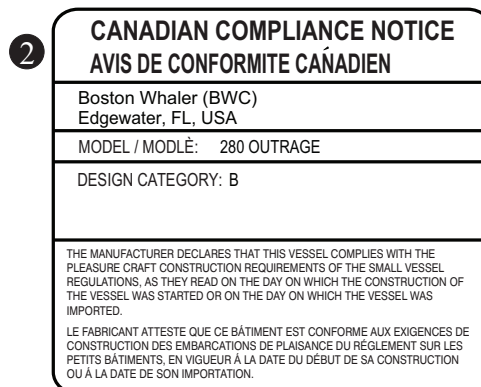 2
CANADIAN COMPLIANCE NOTICE
AVIS DE CONFORMITE CAŃADIEN
Boston Whaler (BWC)
Edgewater, FL, USA
MODEL / MODLÈ: 280 OUTRAGE
DESIGN CATEGORY: B
THE MANUFACTURER DECLARES THAT THIS VESSEL COMPLIES WITH THE
PLEASURE CRAFT CONSTRUCTION REQUIREMENTS OF THE SMALL VESSEL
REGULATIONS, AS THEY READ ON THE DAY ON WHICH THE CONSTRUCTION OF
THE VESSEL WAS STARTED OR ON THE DAY ON WHICH THE VESSEL WAS
IMPORTED.
LE FABRICANT ATTESTE QUE CE BÂTIMENT EST CONFORME AUX EXIGENCES DE
CONSTRUCTION DES EMBARCATIONS DE PLAISANCE DU RÉGLEMENT SUR LES
PETITS BÂTIMENTS, EN VIGUEUR Á LA DATE DU DÉBUT DE SA CONSTRUCTION
OU Á LA DATE DE SON IMPORTATION.